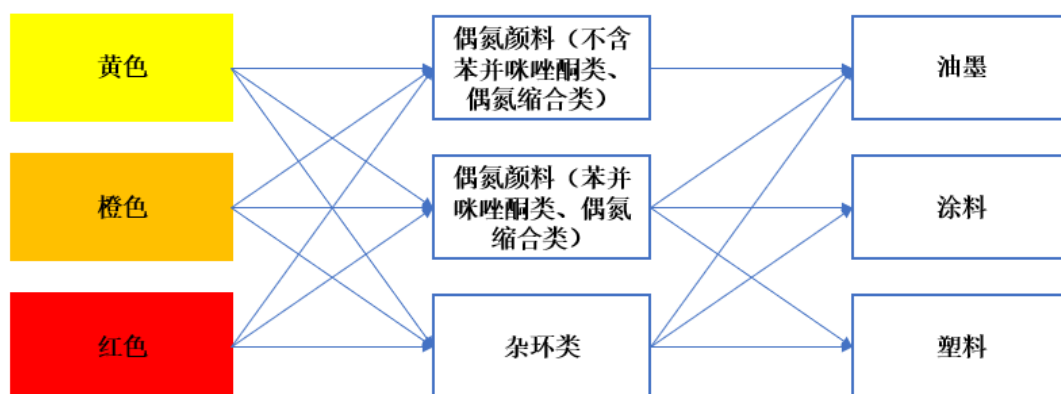 黄色
偶氮颜料（不含
苯并咪唑酮类、
偶氮缩合类）
油墨
橙色
偶氮颜料（苯并
咪唑酮类、偶氮
缩合类）
涂料
红色
杂环类
塑料